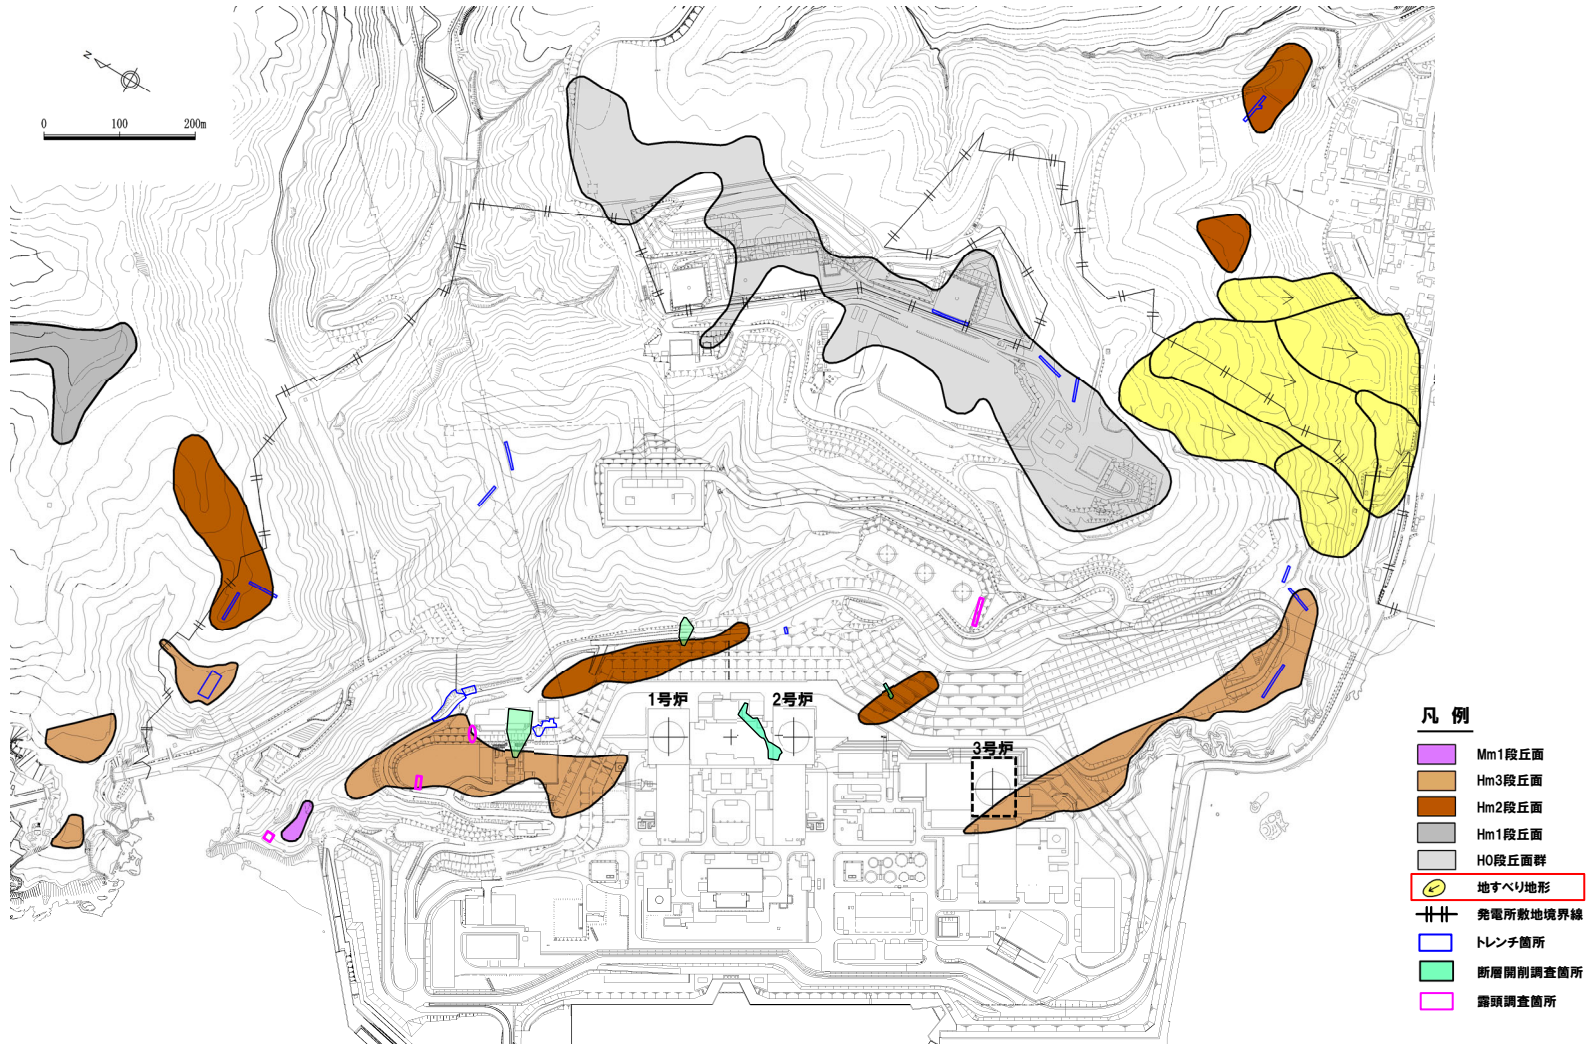 N
0 100 200m
1号炉
2号炉
3号炉
凡 例
Mm1段丘面
Hm3段丘面
Hm2段丘面
Hm1段丘面
H0段丘面群
地すべり地形
発電所敷地境界線
トレンチ箇所
断層開削調査箇所
露頭調査箇所